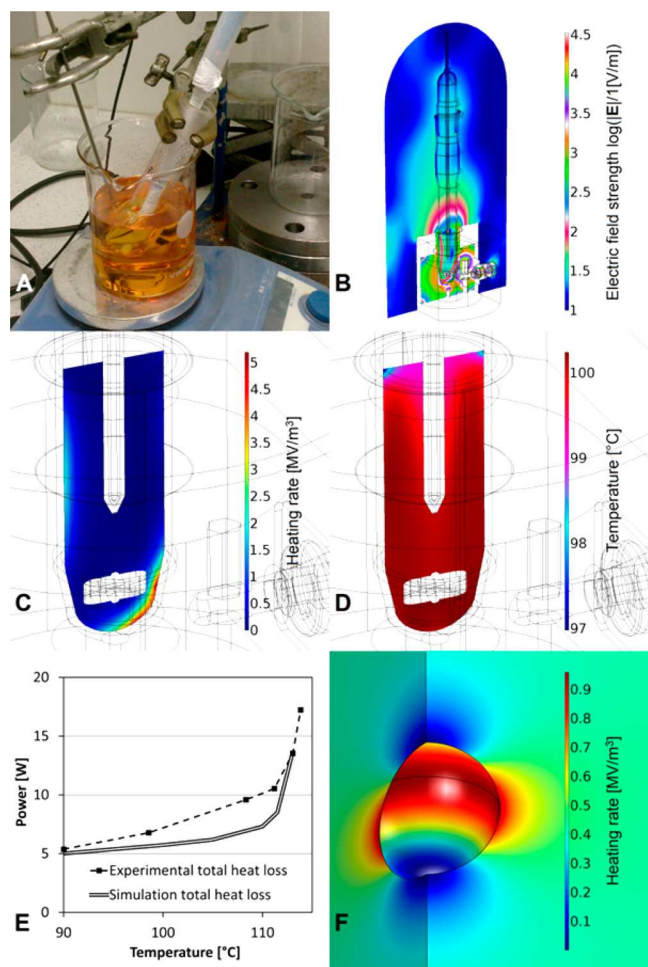 A
B
4.5
4
3.5
3
2.5
2
1.5
1
Electric field strength log(|E|/1[V/m])
C
5
4.5
4
3.5
3
2.5
2
1.5
1
0.5
0
Heating rate [MV/m³]
D
100
99
98
97
Temperature [°C]
E
20
15
10
5
0
Power [W]
Experimental total heat loss
Simulation total heat loss
90
100
110
Temperature [°C]
F
0.9
0.8
0.7
0.6
0.5
0.4
0.3
0.2
0.1
Heating rate [MV/m³]